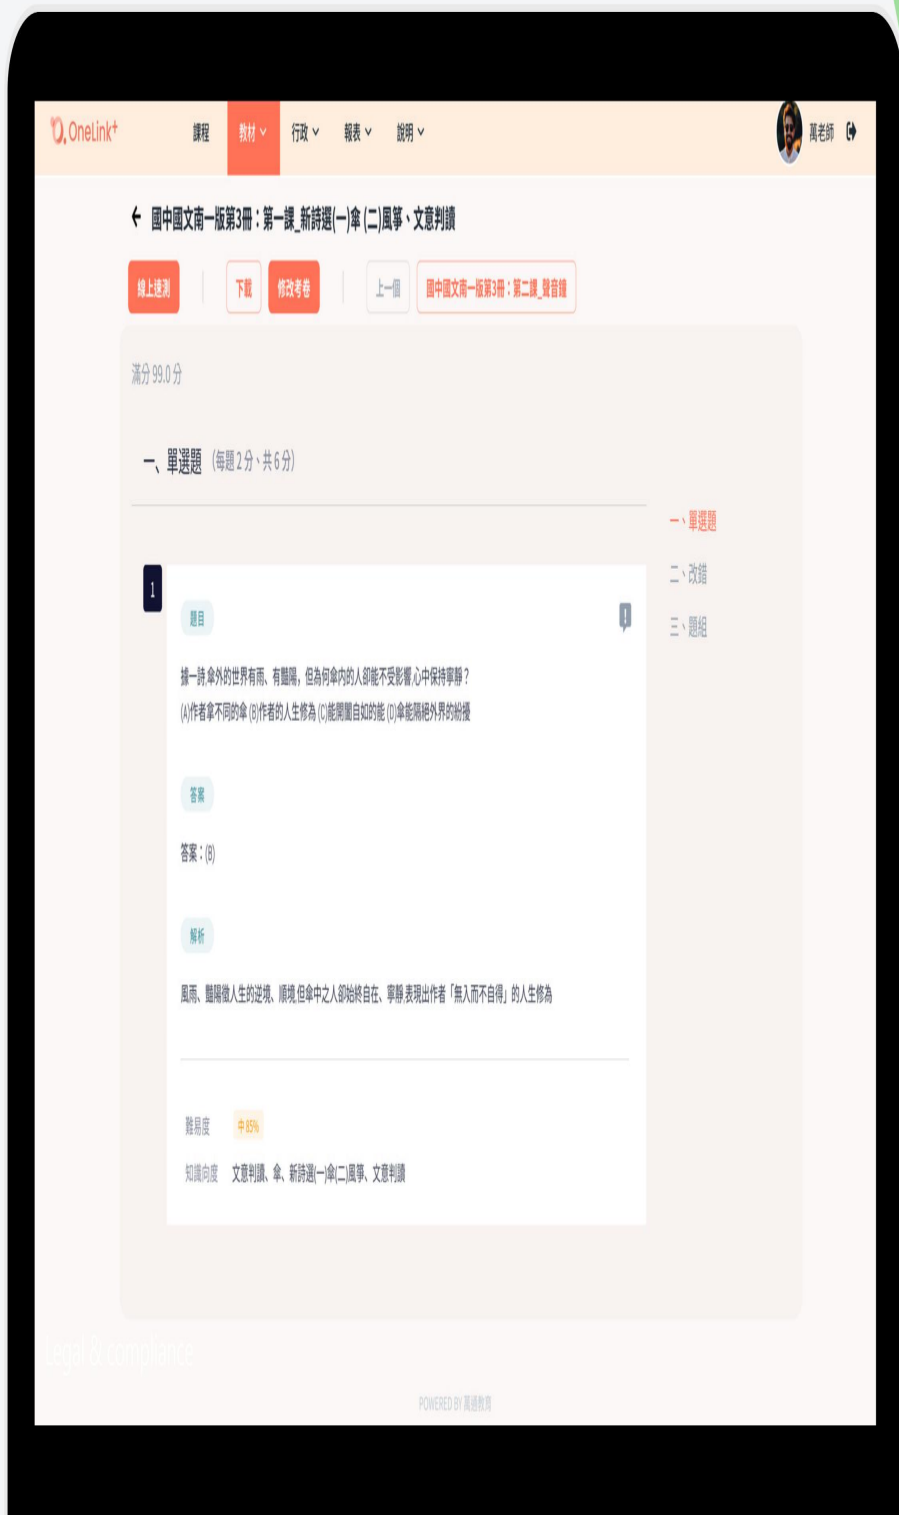 OneLink+ 課程 教材 行政 報表 說明 萬老師
國中國文南一版第3冊：第一課_新詩選(一)傘 (二)風箏、文意判讀
線上速測 下載 修改考卷 上一個 國中國文南一版第3冊：第二課_聲音鐘
滿分 99.0 分
一、單選題 （每題 2 分、共 6 分）
一、單選題
二、改錯
三、題組
1
題目
據一詩,傘外的世界有雨、有豔陽，但為何傘內的人卻能不受影響,心中保持寧靜？
(A)作者拿不同的傘 (B)作者的人生修為 (C)能開闔自如的能 (D)傘能隔絕外界的紛擾
答案
答案：(B)
解析
風雨、豔陽徵人生的逆境、順境,但傘中之人卻始終自在、寧靜,表現出作者「無入而不自得」的人生修為
難易度 中 85%
知識向度 文意判讀、傘、新詩選(一)傘(二)風箏、文意判讀
Legal & compliance
POWERED BY 萬通教育